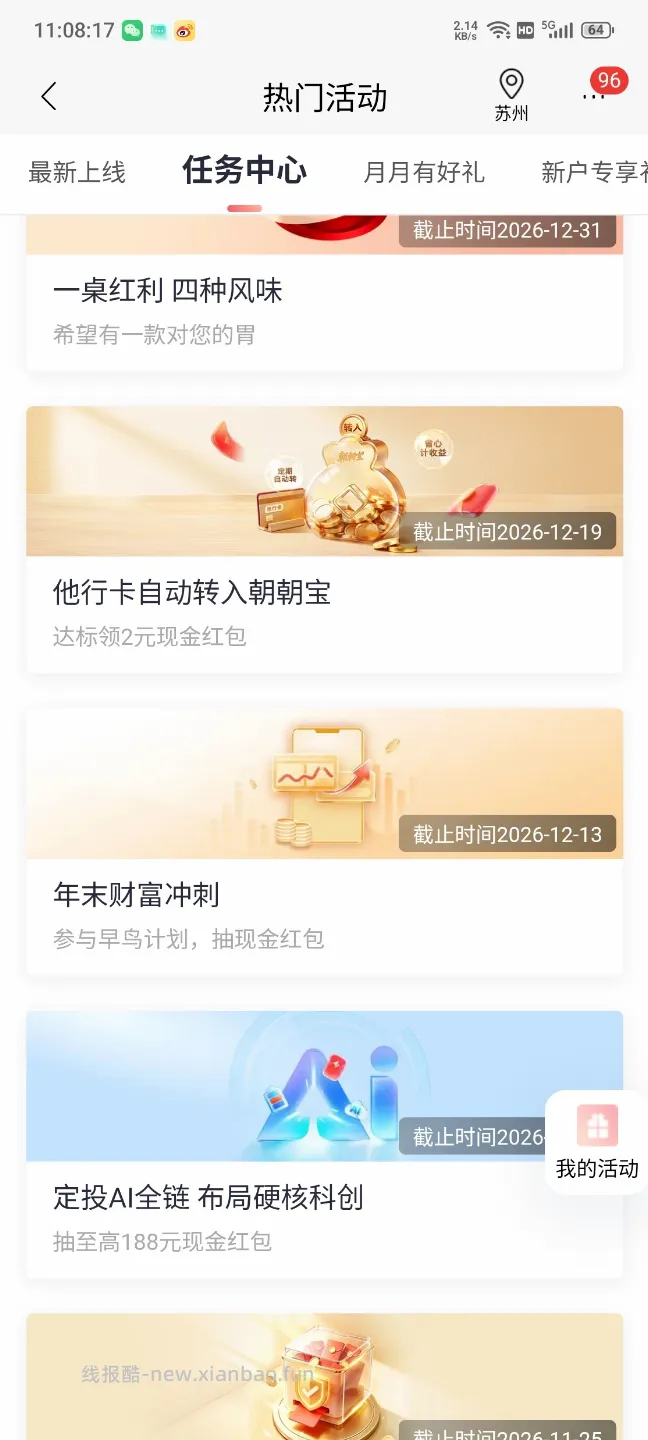 11:08:17
2.14 KB/s
HD
5G
64
热门活动
苏州
96
最新上线
任务中心
月月有好礼
新户专享礼
截止时间2026-12-31
一桌红利 四种风味
希望有一款对您的胃
转入
朝朝宝
省心
计收益
定期
自动转
他行卡
截止时间2026-12-19
他行卡自动转入朝朝宝
达标领2元现金红包
截止时间2026-12-13
年末财富冲刺
参与早鸟计划，抽现金红包
Ai
截止时间2026-
我的活动
定投AI全链 布局硬核科创
抽至高188元现金红包
线报酷-new.xianbao.fun
截止时间2026-11-25